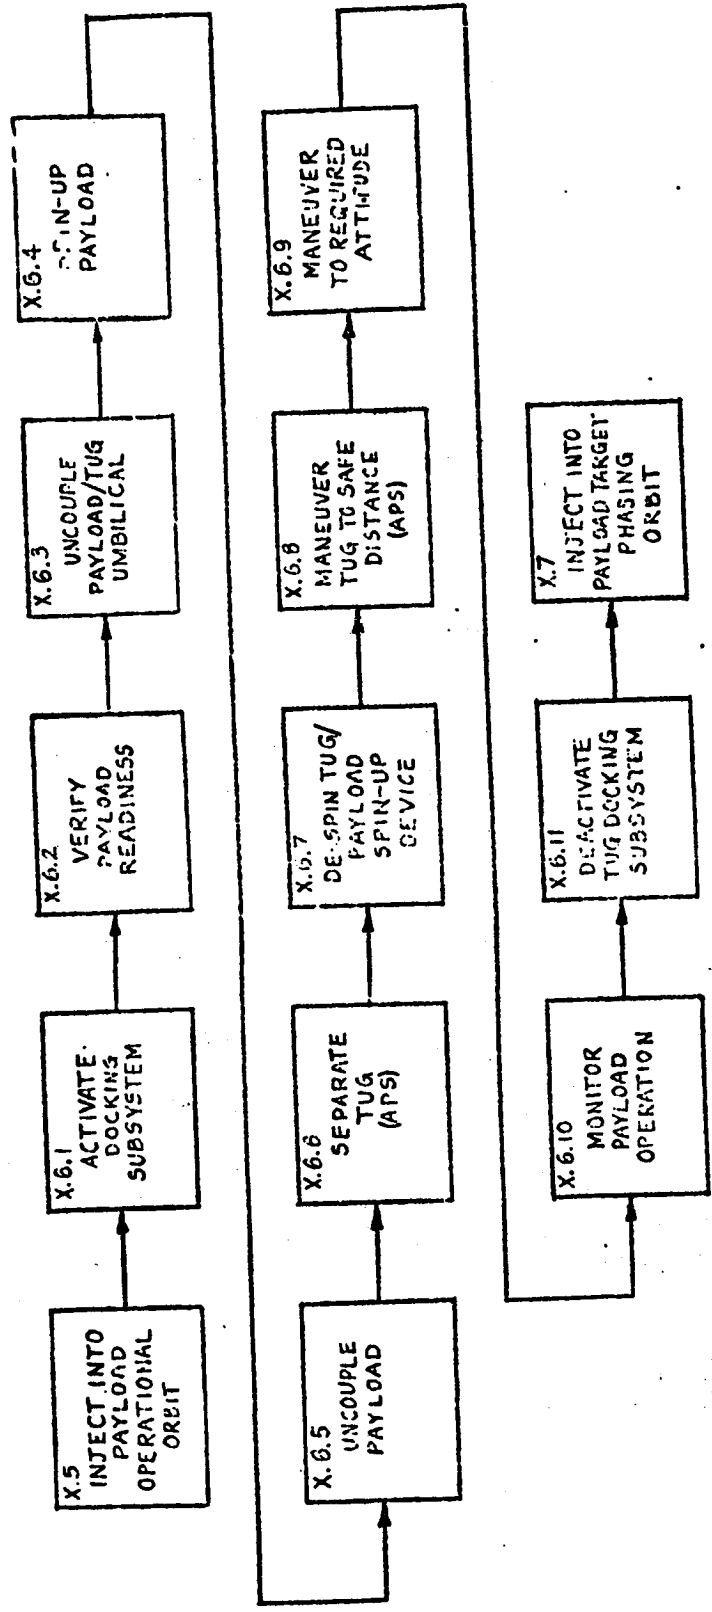 X.5
INJECT INTO
PAYLOAD
OPERATIONAL
ORBIT
X.6.1
ACTIVATE
DOCKING
SUBSYSTEM
X.6.2
VERIFY
PAYLOAD
READINESS
X.6.3
UNCOUPLE
PAYLOAD/TUG
UMBILICAL
X.6.4
SPIN-UP
PAYLOAD
X.6.5
UNCOUPLE
PAYLOAD
X.6.6
SEPARATE
TUG
(APS)
X.6.7
DE-SPIN TUG/
PAYLOAD
SPIN-UP
DEVICE
X.6.8
MANEUVER
TUG TO SAFE
DISTANCE
(APS)
X.6.9
MANEUVER
TO REQUIRED
ATTITUDE
X.6.10
MONITOR
PAYLOAD
OPERATION
X.6.11
DEACTIVATE
TUG DOCKING
SUBSYSTEM
X.7
INJECT INTO
PAYLOAD TARGET
PHASING
ORBIT